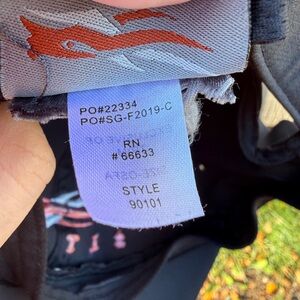 PO#22334
PO#SG-F2019-C
RN
# 66633
STYLE
90101